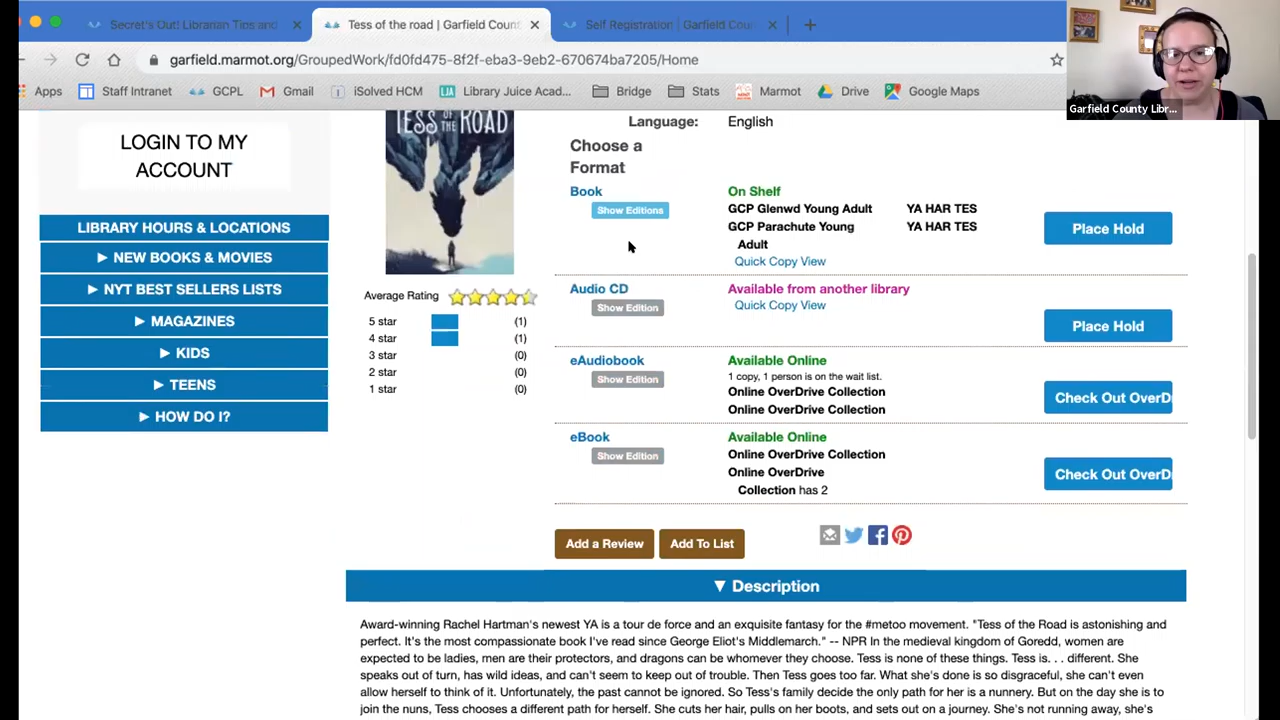 Secret's Out! Librarian Tips and
Tess of the road | Garfield Count
Self Registration | Garfield Cou
garfield.marmot.org/GroupedWork/fd0fd475-8f2f-eba3-9eb2-670674ba7205/Home
Apps
Staff Intranet
GCPL
Gmail
iSolved HCM
Library Juice Acad...
Bridge
Stats
Marmot
Drive
Google Maps
Garfield County Libr...
LOGIN TO MY
ACCOUNT
LIBRARY HOURS & LOCATIONS
► NEW BOOKS & MOVIES
► NYT BEST SELLERS LISTS
► MAGAZINES
► KIDS
► TEENS
► HOW DO I?
TESS OF THE ROAD
Average Rating
5 star (1)
4 star (1)
3 star (0)
2 star (0)
1 star (0)
Language: English
Choose a
Format
Book
Show Editions
On Shelf
GCP Glenwd Young Adult YA HAR TES
GCP Parachute Young YA HAR TES
Adult
Quick Copy View
Place Hold
Audio CD
Show Edition
Available from another library
Quick Copy View
Place Hold
eAudiobook
Show Edition
Available Online
1 copy, 1 person is on the wait list.
Online OverDrive Collection
Online OverDrive Collection
Check Out OverD
eBook
Show Edition
Available Online
Online OverDrive Collection
Online OverDrive
Collection has 2
Check Out OverD
Add a Review
Add To List
▼ Description
Award-winning Rachel Hartman's newest YA is a tour de force and an exquisite fantasy for the #metoo movement. "Tess of the Road is astonishing and
perfect. It's the most compassionate book I've read since George Eliot's Middlemarch." -- NPR In the medieval kingdom of Goredd, women are
expected to be ladies, men are their protectors, and dragons can be whomever they choose. Tess is none of these things. Tess is. . . different. She
speaks out of turn, has wild ideas, and can't seem to keep out of trouble. Then Tess goes too far. What she's done is so disgraceful, she can't even
allow herself to think of it. Unfortunately, the past cannot be ignored. So Tess's family decide the only path for her is a nunnery. But on the day she is to
join the nuns, Tess chooses a different path for herself. She cuts her hair, pulls on her boots, and sets out on a journey. She's not running away, she's